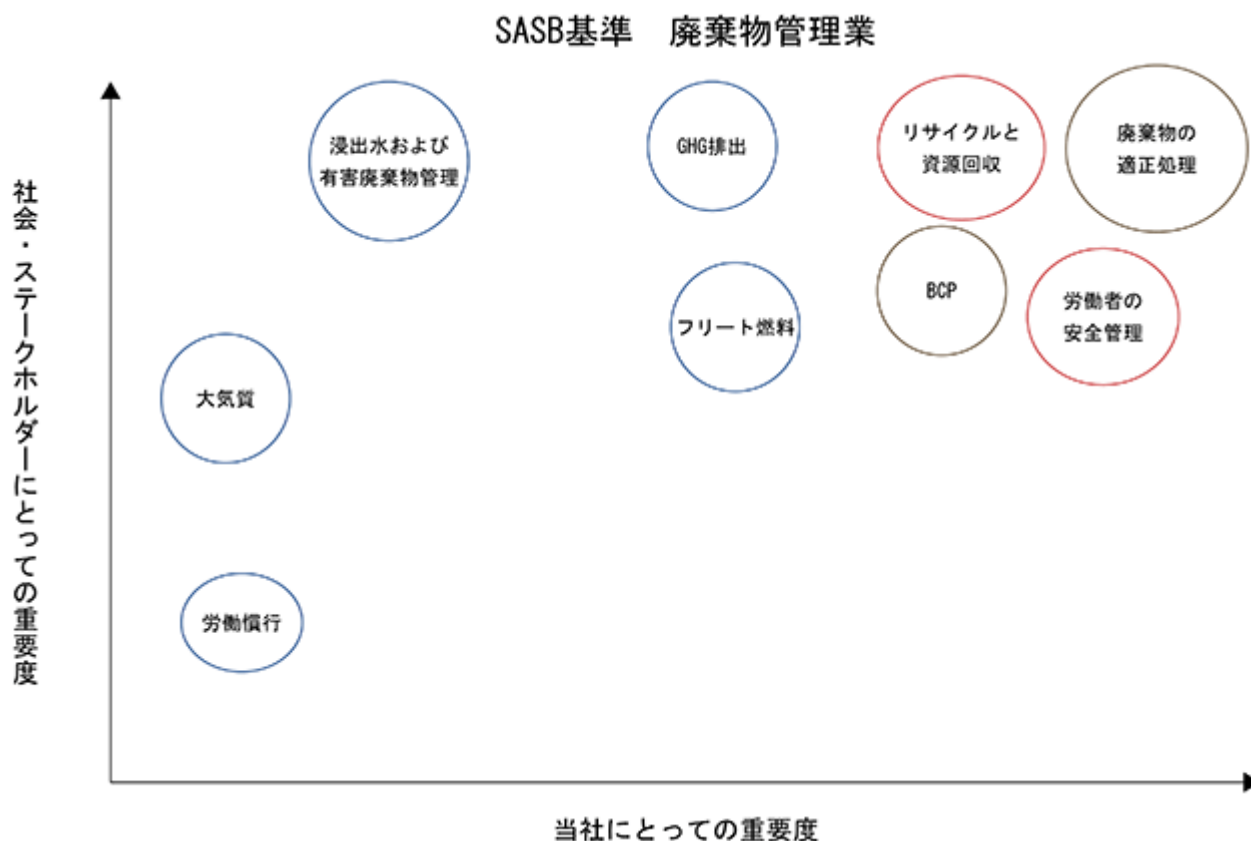 SASB基準　廃棄物管理業
浸出水および
有害廃棄物管理
GHG排出
リサイクルと
資源回収
廃棄物の
適正処理
フリート燃料
BCP
労働者の
安全管理
大気質
労働慣行
社会・ステークホルダーにとっての重要度
当社にとっての重要度